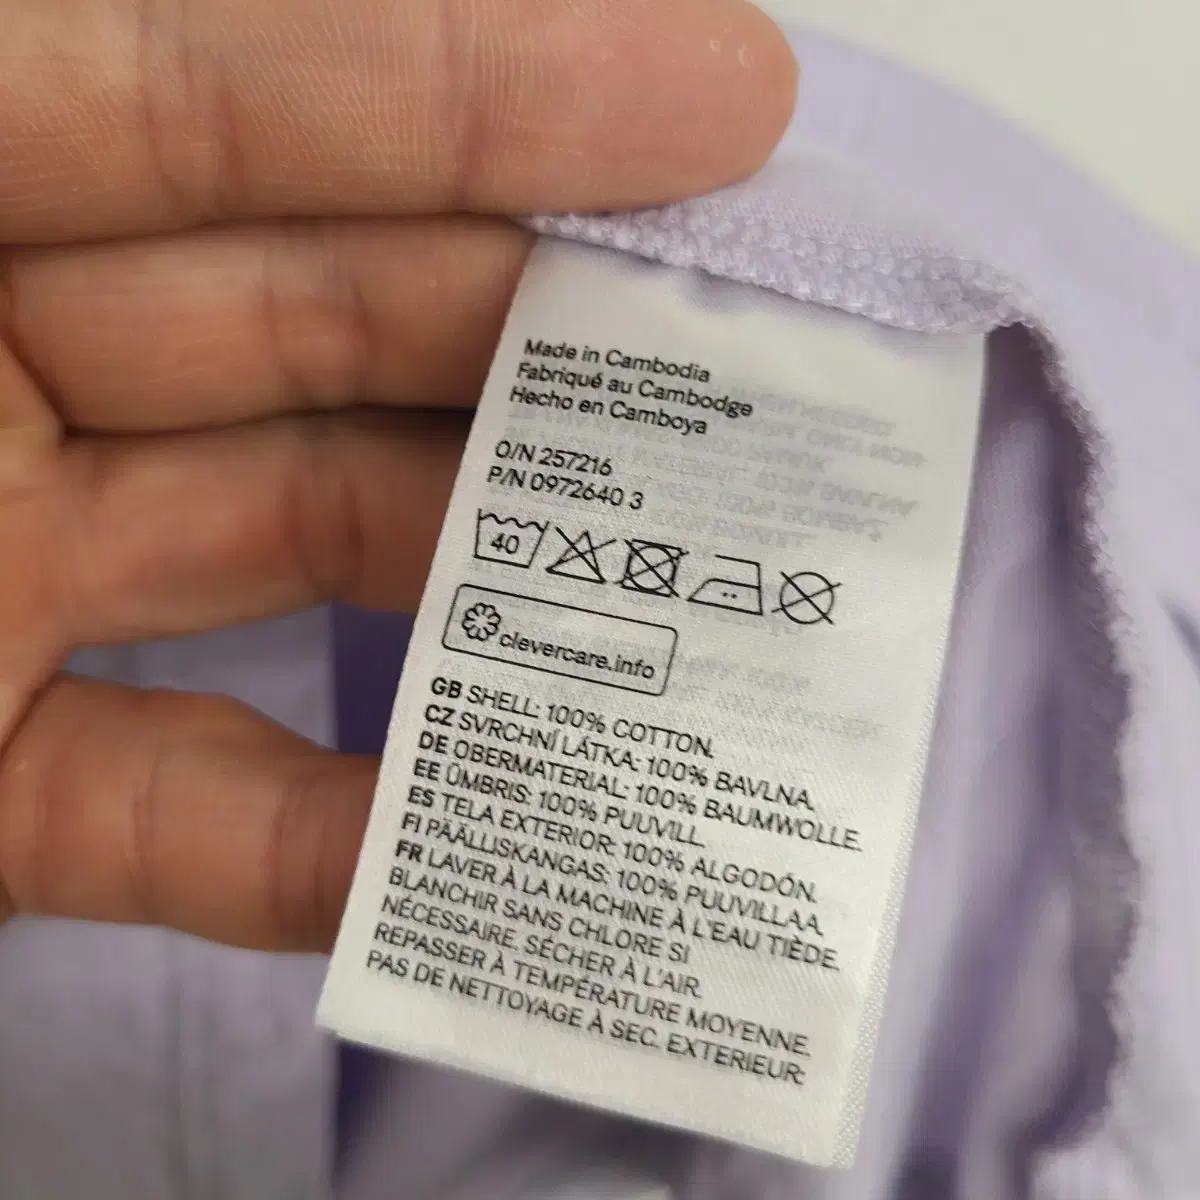 Made in Cambodia
Fabriqué au Cambodge
Hecho en Camboya
O/N 257216
P/N 0972640 3
40
clevercare.info
GB SHELL: 100% COTTON.
CZ SVRCHNÍ LÁTKA: 100% BAVLNA.
DE OBERMATERIAL: 100% BAUMWOLLE.
EE ÜMBRIS: 100% PUUVILL.
ES TELA EXTERIOR: 100% ALGODÓN.
FI PÄÄLLISKANGAS: 100% PUUVILLAA.
FR LAVER À LA MACHINE À L'EAU TIÈDE.
BLANCHIR SANS CHLORE SI
NÉCESSAIRE. SÉCHER À L'AIR.
REPASSER À TEMPÉRATURE MOYENNE.
PAS DE NETTOYAGE À SEC. EXTERIEUR: